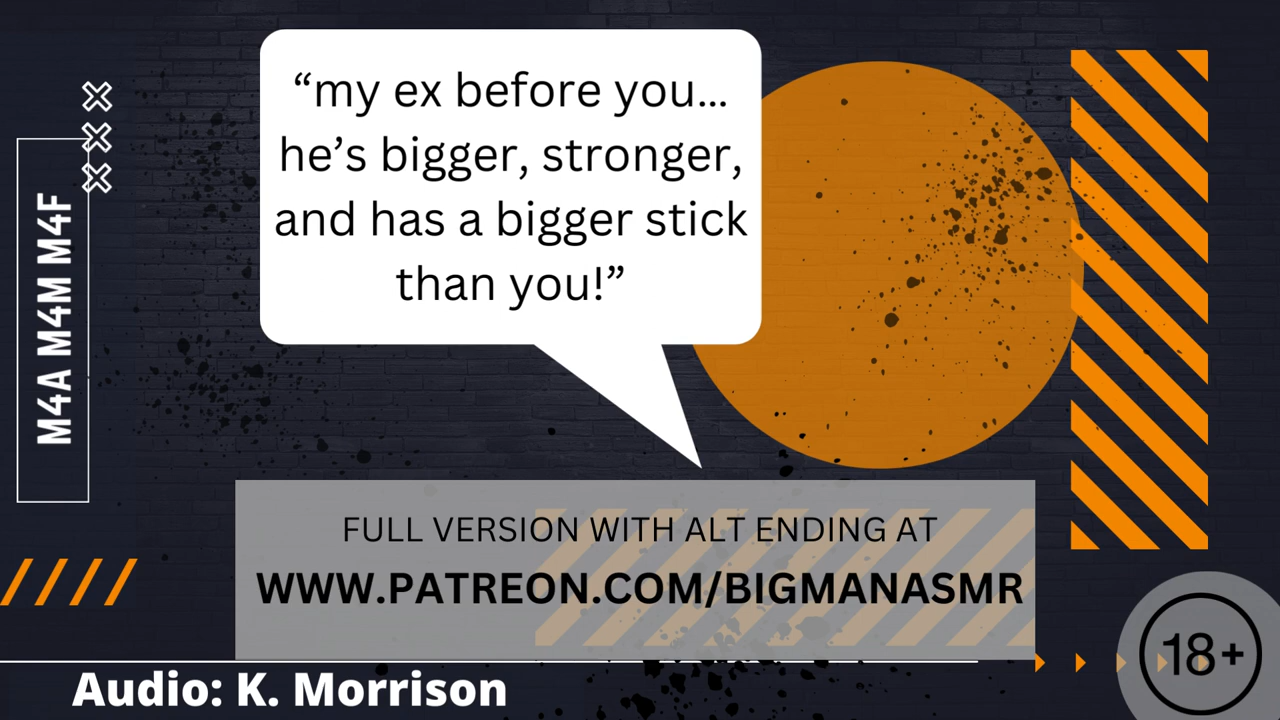 “my ex before you...
he’s bigger, stronger,
and has a bigger stick
than you!”
M4A M4M M4F
FULL VERSION WITH ALT ENDING AT
WWW.PATREON.COM/BIGMANASMR
18+
Audio: K. Morrison